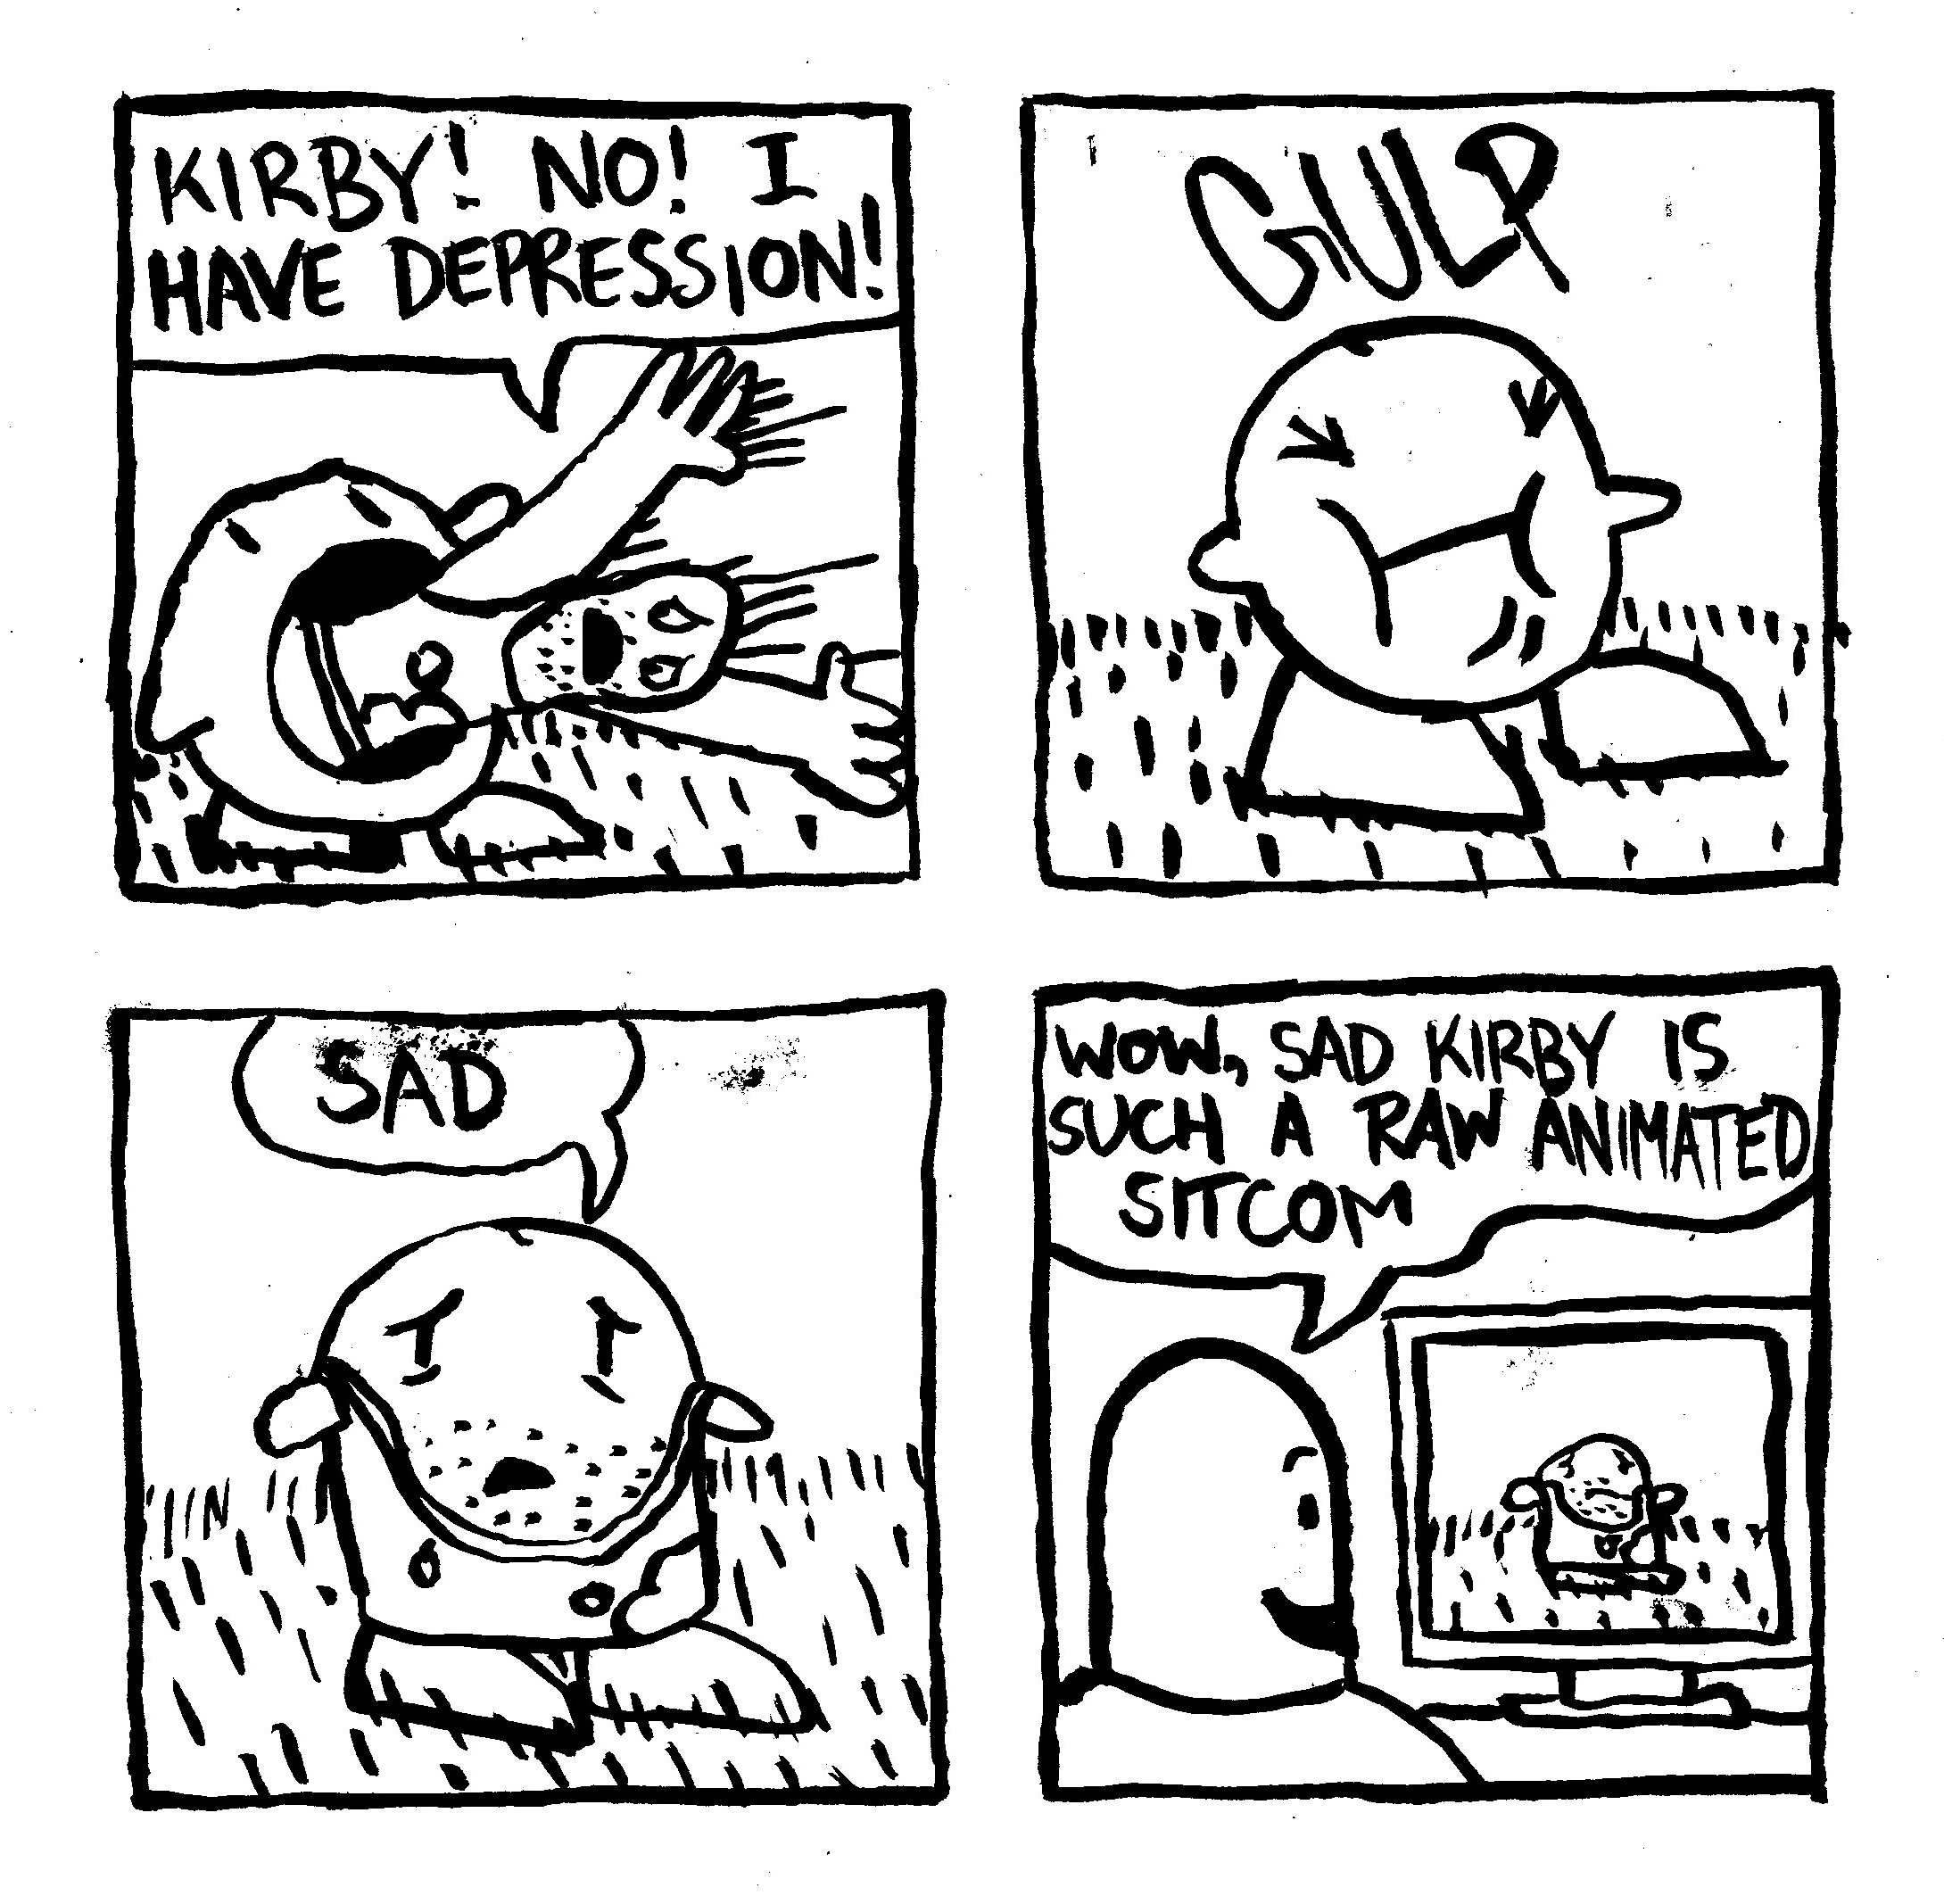 KIRBY! NO! I
HAVE DEPRESSION!
GULP
SAD
WOW, SAD KIRBY IS
SUCH A RAW ANIMATED
SITCOM